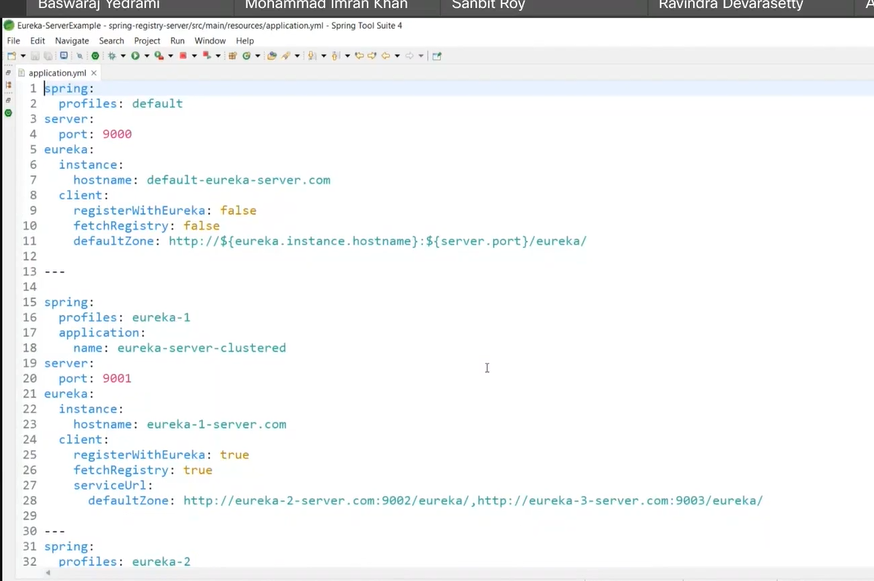 Baswaraj Yedrami Mohammad Imran Khan Sanbit Roy Ravindra Devarasetty A
Eureka-ServerExample - spring-registry-server/src/main/resources/application.yml - Spring Tool Suite 4
File Edit Navigate Search Project Run Window Help
application.yml
1 spring:
2   profiles: default
3 server:
4   port: 9000
5 eureka:
6   instance:
7     hostname: default-eureka-server.com
8   client:
9     registerWithEureka: false
10     fetchRegistry: false
11     defaultZone: http://${eureka.instance.hostname}:${server.port}/eureka/
12
13 ---
14
15 spring:
16   profiles: eureka-1
17   application:
18     name: eureka-server-clustered
19 server:
20   port: 9001
21 eureka:
22   instance:
23     hostname: eureka-1-server.com
24   client:
25     registerWithEureka: true
26     fetchRegistry: true
27     serviceUrl:
28       defaultZone: http://eureka-2-server.com:9002/eureka/,http://eureka-3-server.com:9003/eureka/
29
30 ---
31 spring:
32   profiles: eureka-2